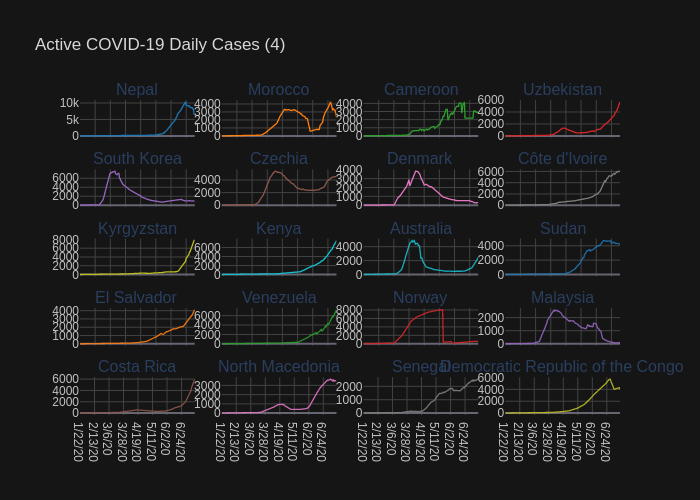 Active COVID-19 Daily Cases (4)
Nepal Morocco Cameroon Uzbekistan
10k 4000 4000 6000
5k 3000 3000 4000
0 2000 2000 2000
1000 1000 0
0 0
South Korea Czechia Denmark Côte d'Ivoire
6000 4000 4000 6000
4000 2000 3000 4000
2000 0 2000 2000
0 1000 0
0
Kyrgyzstan Kenya Australia Sudan
8000 6000 4000 4000
6000 4000 2000 2000
4000 2000 0 0
2000 0
0
El Salvador Venezuela Norway Malaysia
4000 6000 8000 2000
3000 4000 6000 1000
2000 2000 4000 0
1000 0 2000
0 0
Costa Rica North Macedonia Senegal Democratic Republic of the Congo
6000 3000 2000 6000
4000 2000 1000 4000
2000 1000 0 2000
0 0 0
1/22/20 2/13/20 3/6/20 3/28/20 4/19/20 5/11/20 6/2/20 6/24/20 1/22/20 2/13/20 3/6/20 3/28/20 4/19/20 5/11/20 6/2/20 6/24/20 1/22/20 2/13/20 3/6/20 3/28/20 4/19/20 5/11/20 6/2/20 6/24/20 1/22/20 2/13/20 3/6/20 3/28/20 4/19/20 5/11/20 6/2/20 6/24/20